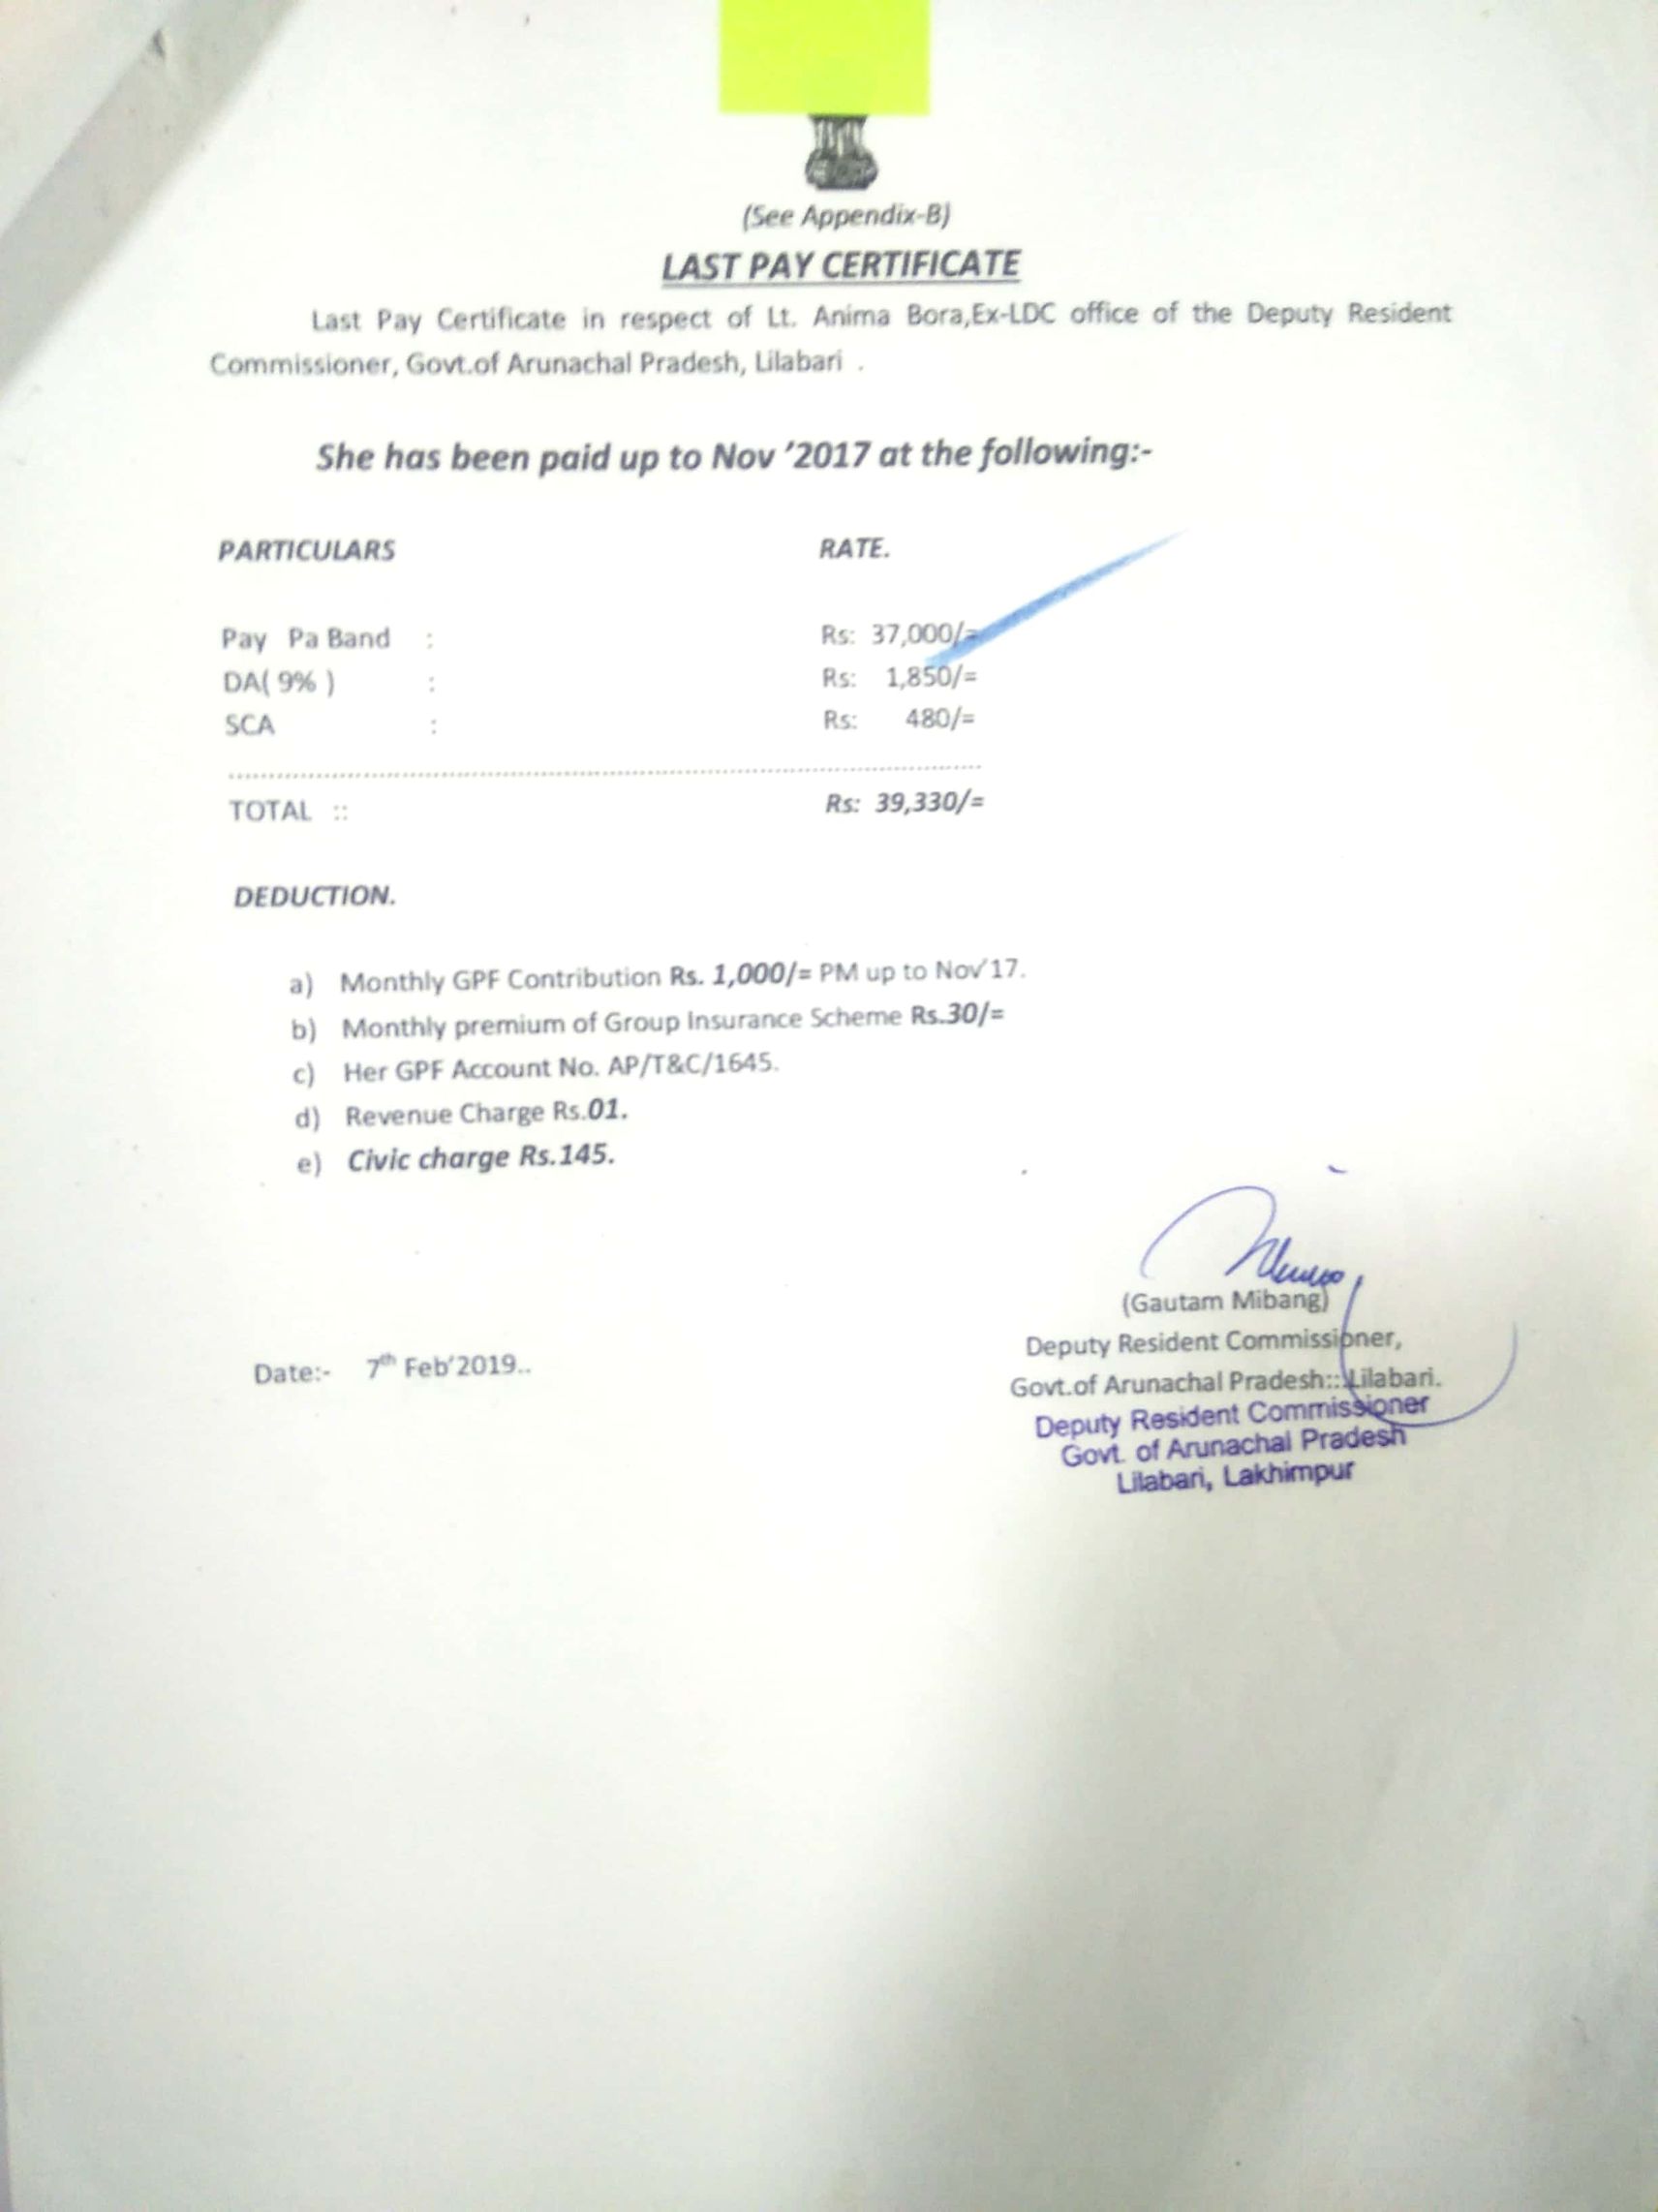 (See Appendix-B)
LAST PAY CERTIFICATE
Last Pay Certificate in respect of Lt. Anima Bora,Ex-LDC office of the Deputy Resident
Commissioner, Govt.of Arunachal Pradesh, Lilabari .
She has been paid up to Nov '2017 at the following:-
PARTICULARS RATE.
Pay Pa Band : Rs: 37,000/=
DA( 9% ) : Rs: 1,850/=
SCA : Rs: 480/=
TOTAL :: Rs: 39,330/=
DEDUCTION.
a) Monthly GPF Contribution Rs. 1,000/= PM up to Nov'17.
b) Monthly premium of Group Insurance Scheme Rs.30/=
c) Her GPF Account No. AP/T&C/1645.
d) Revenue Charge Rs.01.
e) Civic charge Rs.145.
(Gautam Mibang)
Deputy Resident Commissioner,
Date:- 7th Feb'2019..
Govt.of Arunachal Pradesh:: Lilabari.
Deputy Resident Commissioner
Govt. of Arunachal Pradesh
Lilabari, Lakhimpur